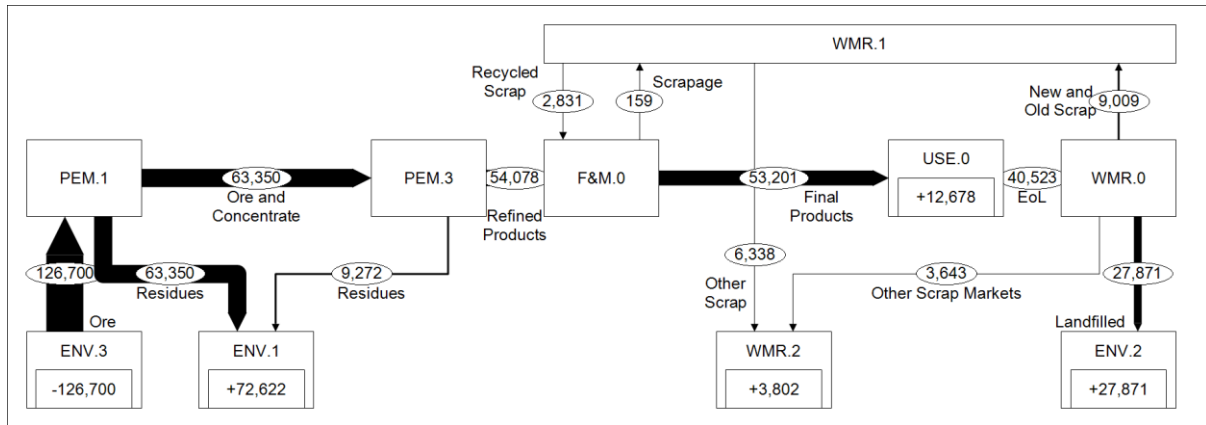 WMR.1
Recycled
Scrap
2,831
159
Scrapage
New and
Old Scrap
9,009
PEM.1
63,350
Ore and
Concentrate
PEM.3
54,078
Refined
Products
F&M.0
53,201
Final
Products
USE.0
+12,678
40,523
EoL
WMR.0
126,700
Ore
63,350
Residues
9,272
Residues
6,338
Other
Scrap
3,643
Other Scrap Markets
27,871
Landfilled
ENV.3
-126,700
ENV.1
+72,622
WMR.2
+3,802
ENV.2
+27,871